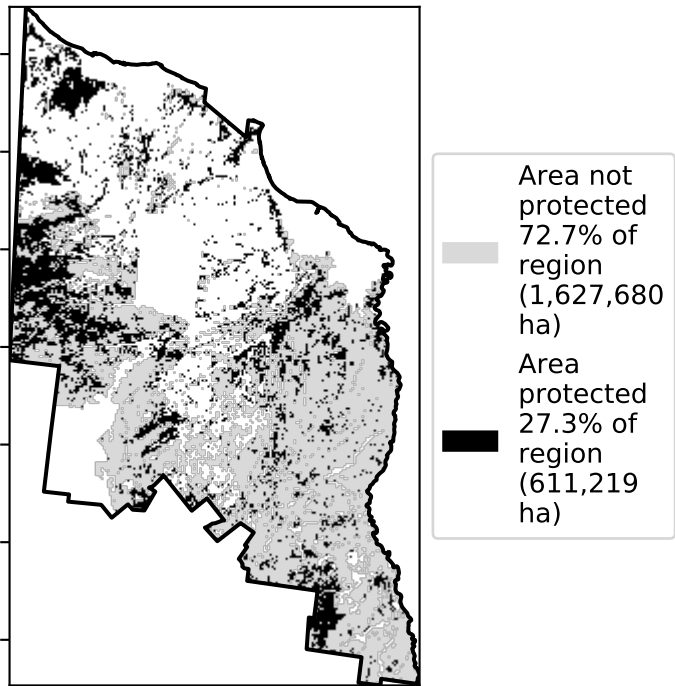 Area not
protected
72.7% of
region
(1,627,680
ha)
Area
protected
27.3% of
region
(611,219
ha)